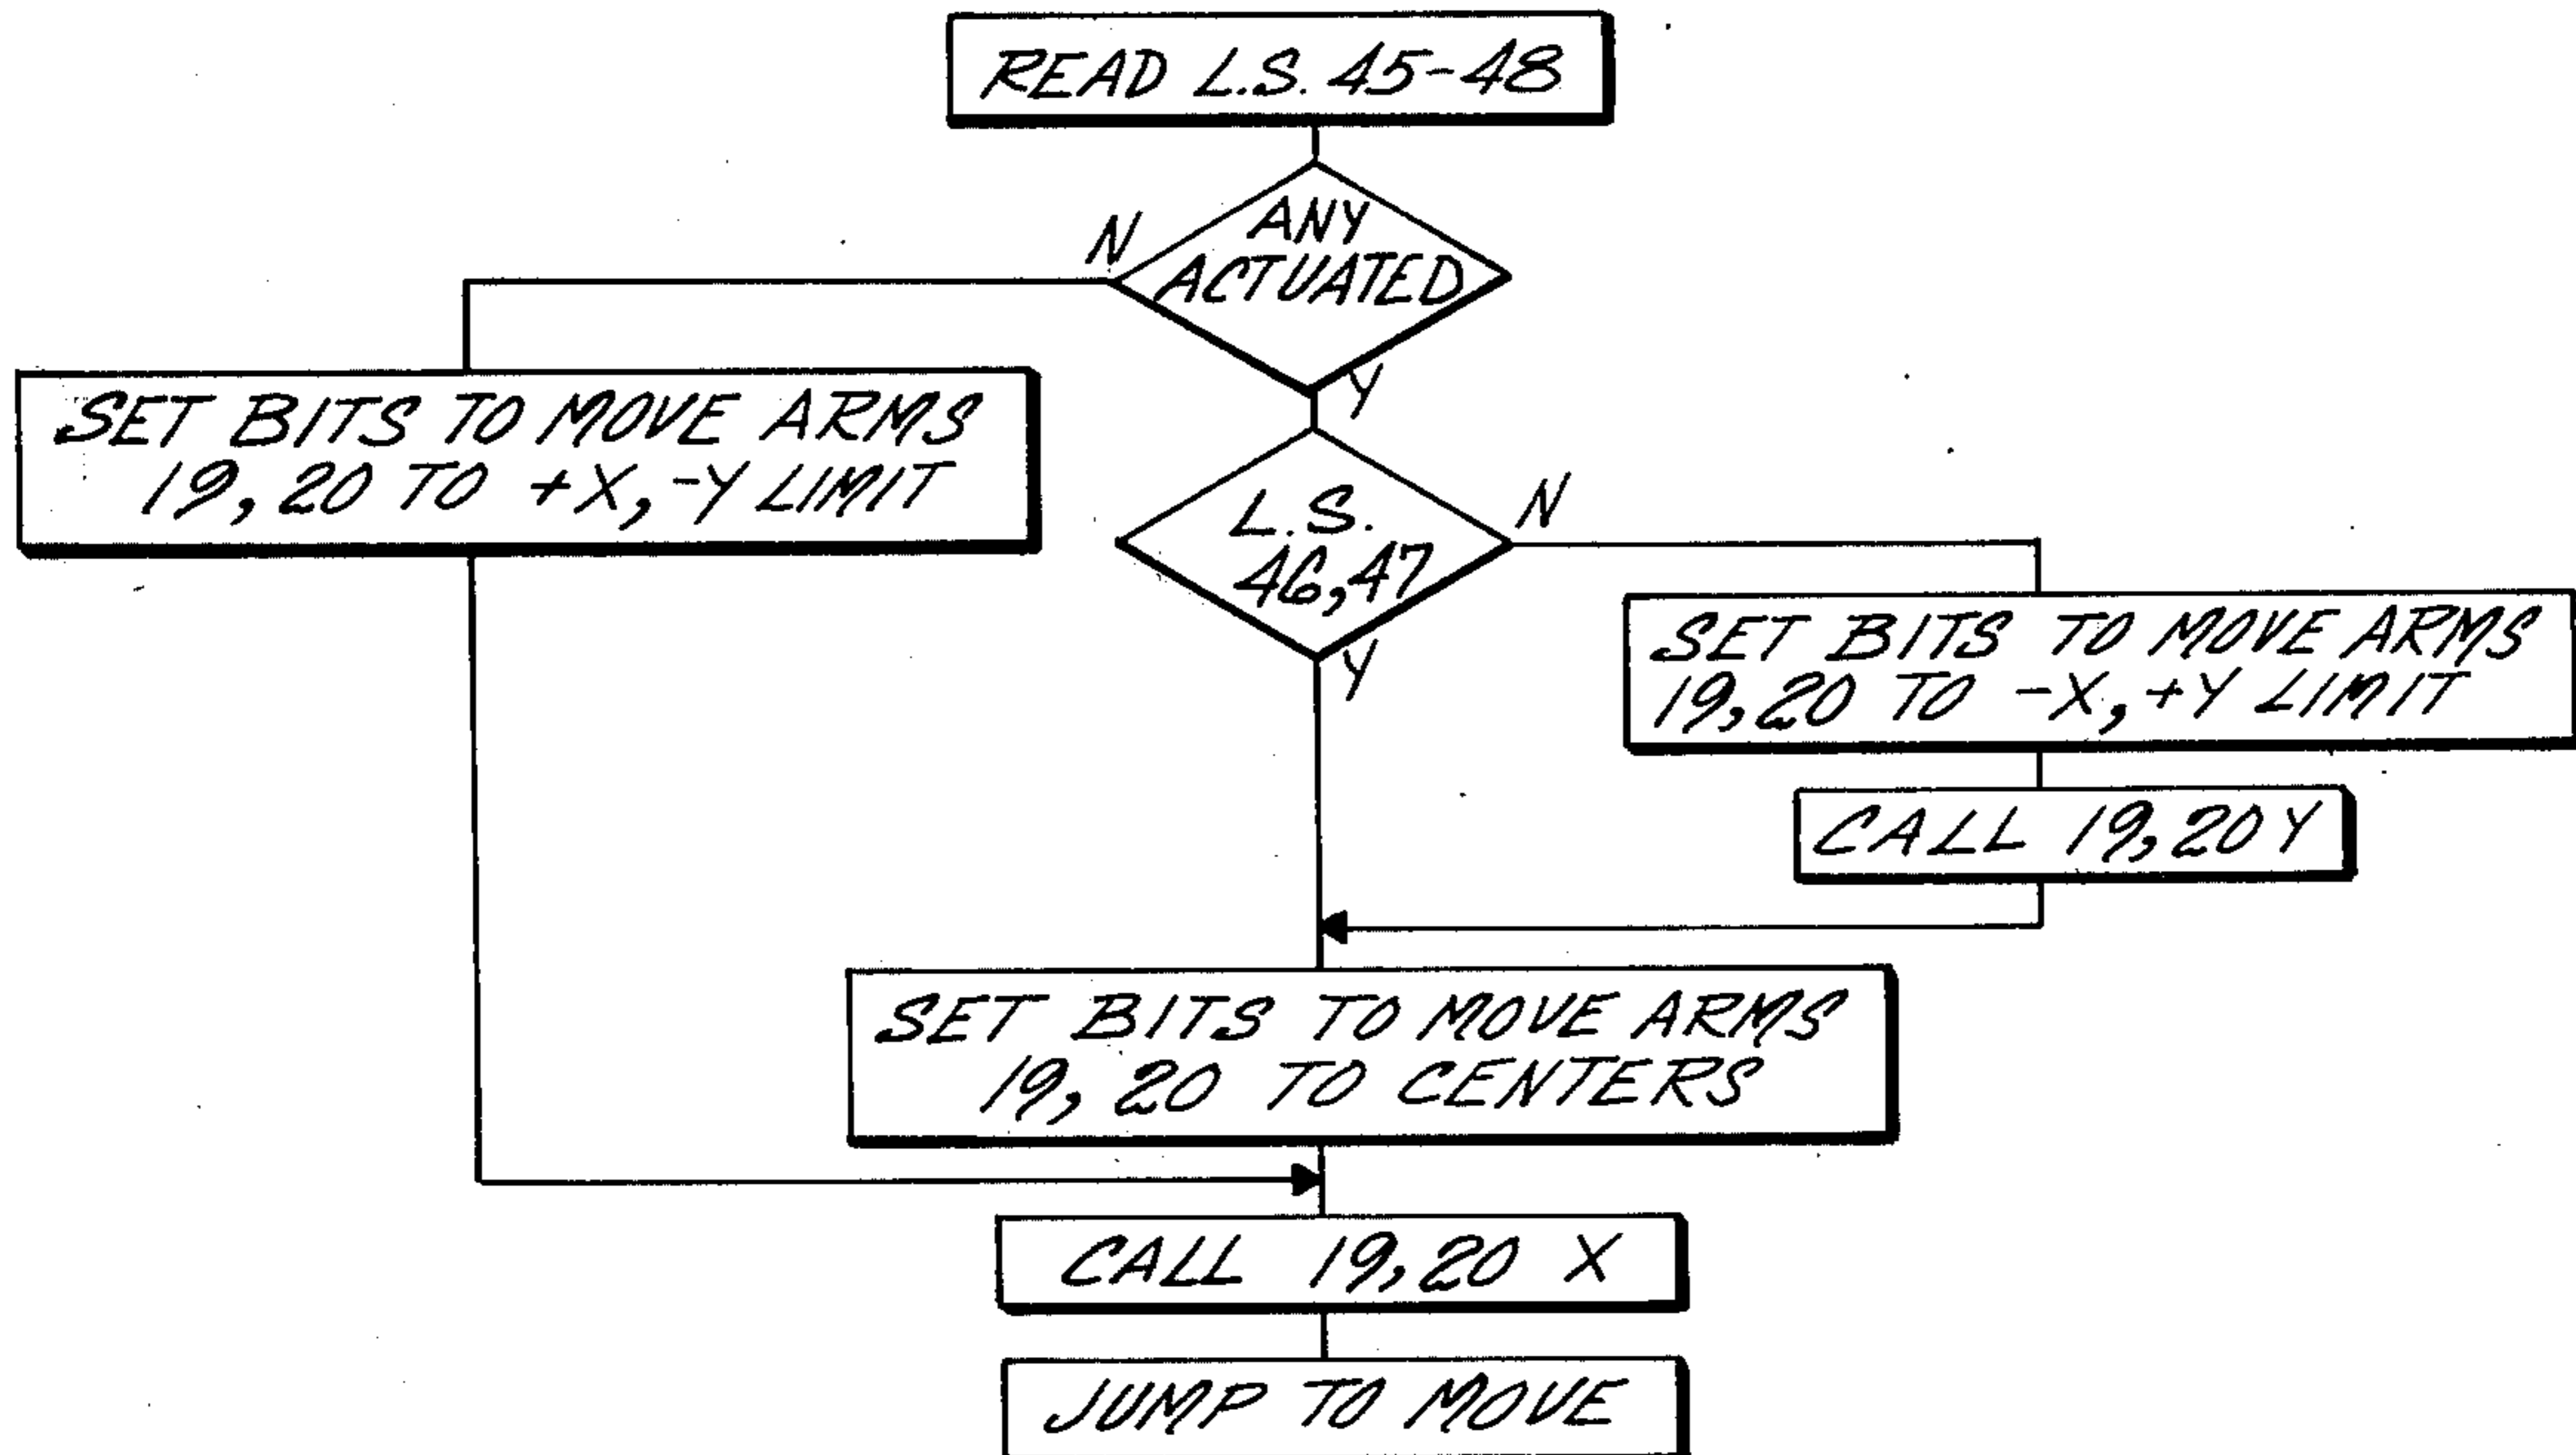 READ L.S. 45-48
ANY
ACTUATED
N
Y
SET BITS TO MOVE ARMS
19, 20 TO +X, -Y LIMIT
L.S.
46,47
N
Y
SET BITS TO MOVE ARMS
19,20 TO -X, +Y LIMIT
CALL 19,20 Y
SET BITS TO MOVE ARMS
19, 20 TO CENTERS
CALL 19,20 X
JUMP TO MOVE